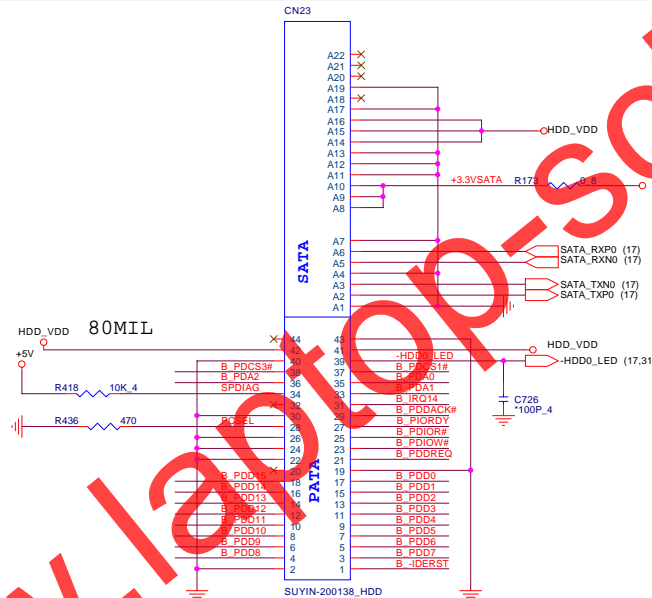 CN23
A22
A21
A20
A19
A18
A17
A16
A15
HDD_VDD
A14
A13
A12
A11
A10
+3.3VSATA
R173
0_8
A9
A8
SATA
A7
A6
SATA_RXP0 (17)
A5
SATA_RXN0 (17)
A4
A3
SATA_TXN0 (17)
A2
SATA_TXP0 (17)
A1
HDD_VDD
80MIL
+5V
44
43
42
41
HDD_VDD
40
39
-HDD0_LED
-HDD0_LED (17,31
B_PDCS3#
38
37
B_PDCS1#
B_PDA2
36
35
B_PDA0
R418
10K_4
SPDIAG
34
33
B_PDA1
32
31
B_IRQ14
30
29
B_PDDACK#
C726
*100P_4
R436
470
PCSEL
28
27
B_PIORDY
26
25
B_PDIOR#
24
23
B_PDIOW#
22
21
B_PDDREQ
20
19
PATA
B_PDD15
18
17
B_PDD0
B_PDD14
16
15
B_PDD1
B_PDD13
14
13
B_PDD2
B_PDD12
12
11
B_PDD3
B_PDD11
10
9
B_PDD4
B_PDD10
8
7
B_PDD5
B_PDD9
6
5
B_PDD6
B_PDD8
4
3
B_PDD7
2
1
B_-IDERST
SUYIN-200138_HDD
w.laptop-s